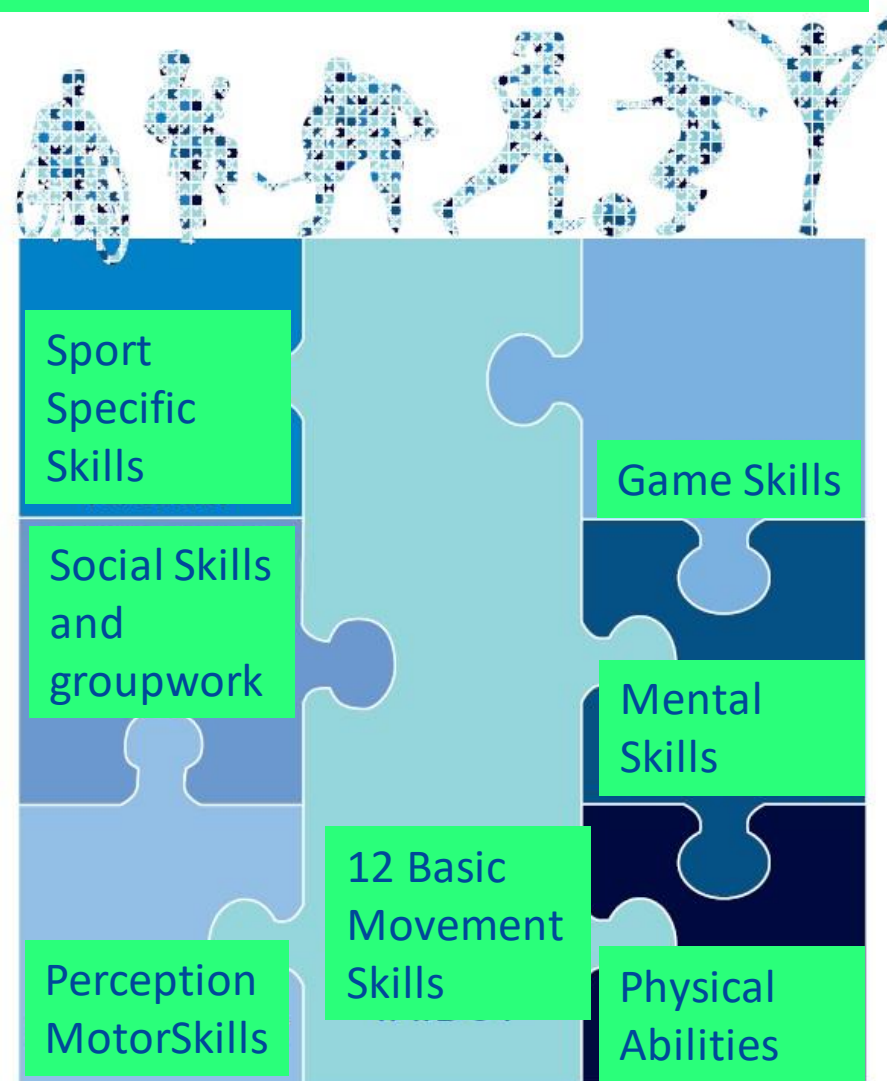 Sport
Specific
Skills
Game Skills
Social Skills
and
groupwork
Mental
Skills
12 Basic
Movement
Skills
Perception
MotorSkills
Physical
Abilities